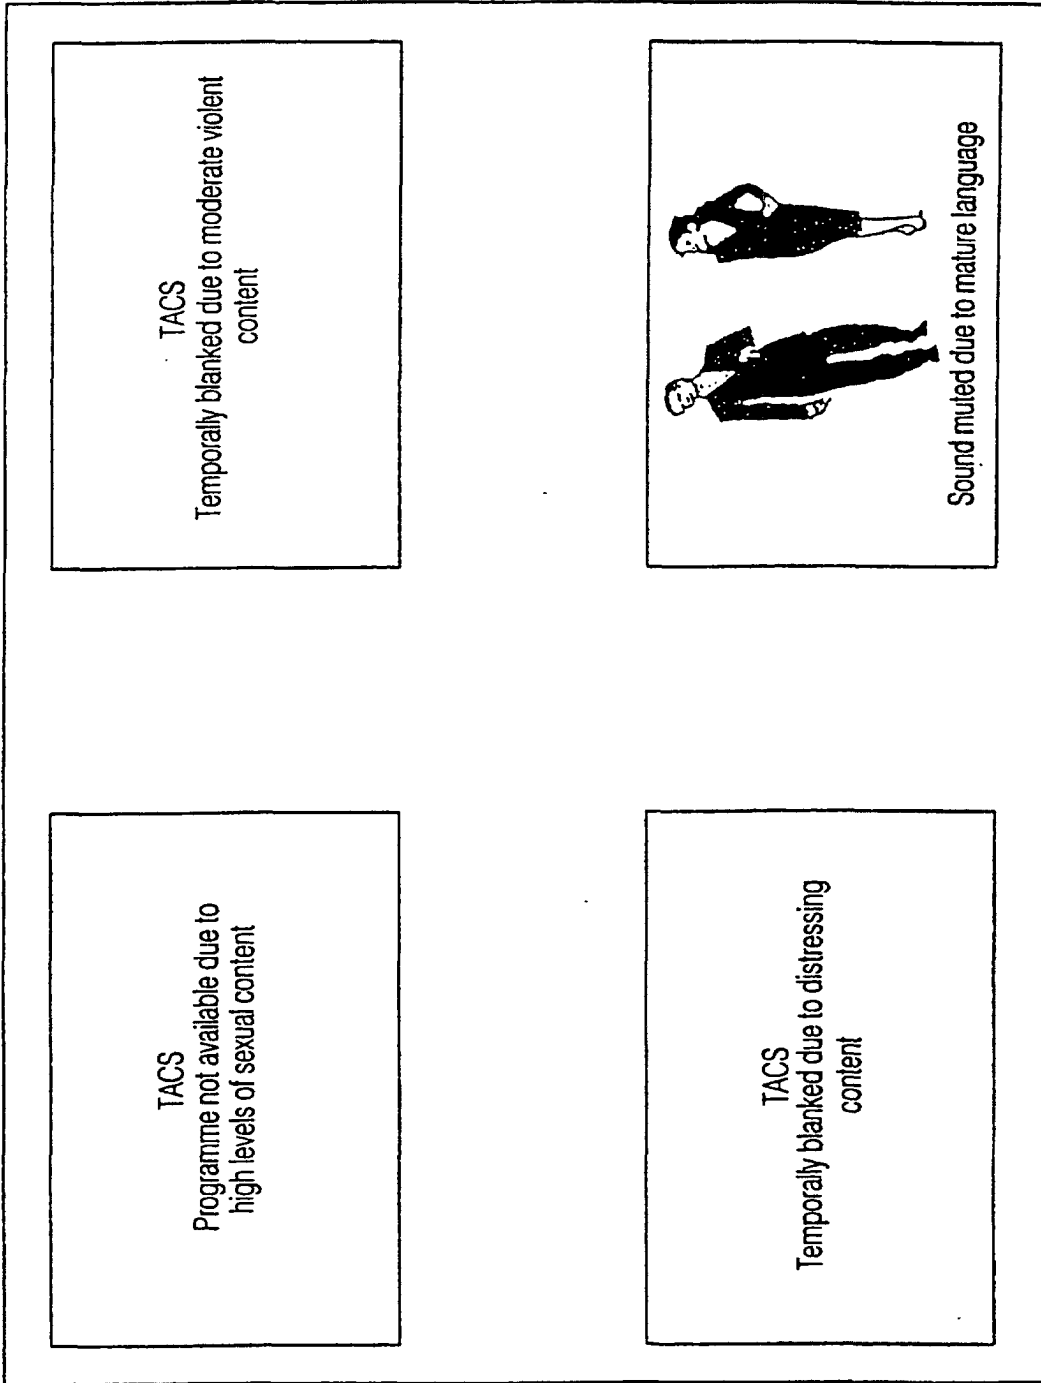 TACS
Programme not available due to
high levels of sexual content
TACS
Temporally blanked due to moderate violent
content
TACS
Temporally blanked due to distressing
content
Sound muted due to mature language